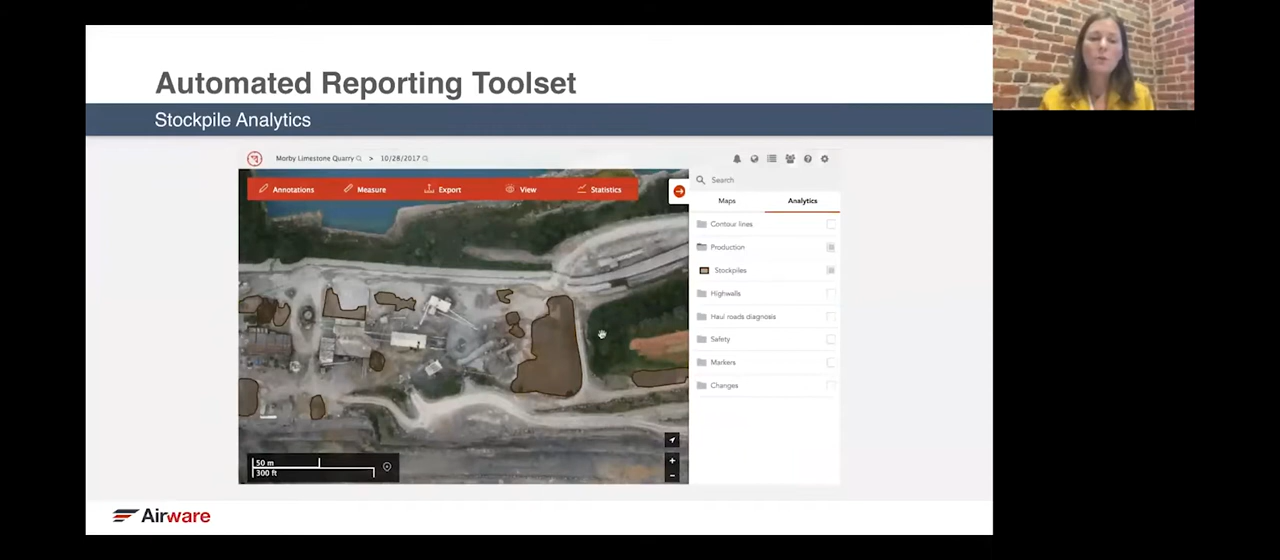 Automated Reporting Toolset
Stockpile Analytics
Morby Limestone Quarry > 10/28/2017
Annotations Measure Export View Statistics
Search
Maps Analytics
Contour lines
Production
Stockpiles
Highwalls
Haul roads diagnosis
Safety
Markers
Changes
50 m
300 ft
Airware